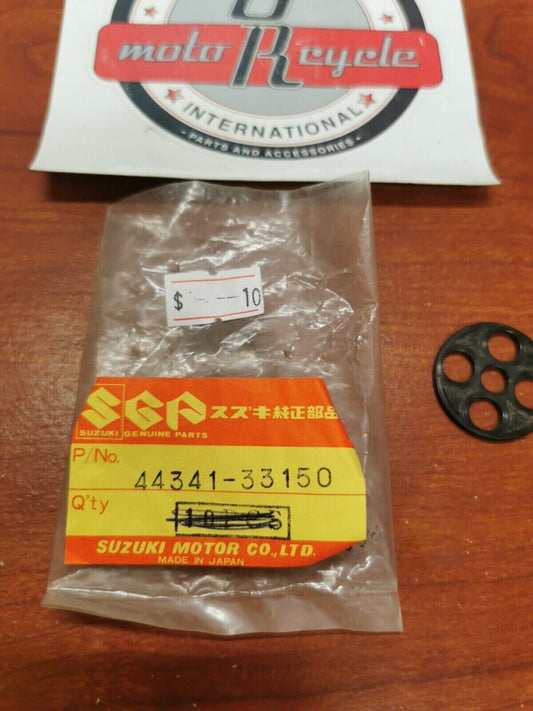 moto Rcycle
INTERNATIONAL
- PARTS AND ACCESSORIES -
$ - -- 10
SGP スズキ純正部品
SUZUKI GENUINE PARTS
P/No.
44341-33150
Q'ty
SUZUKI MOTOR CO.,LTD.
MADE IN JAPAN